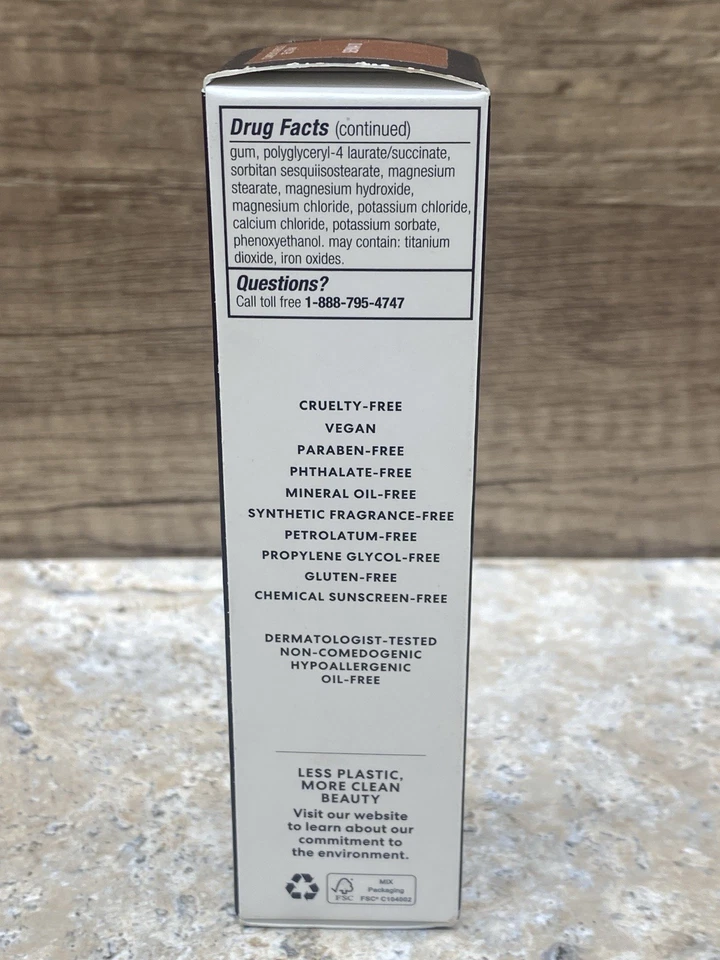 Drug Facts (continued)
gum, polyglyceryl-4 laurate/succinate,
sorbitan sesquiisostearate, magnesium
stearate, magnesium hydroxide,
magnesium chloride, potassium chloride,
calcium chloride, potassium sorbate,
phenoxyethanol. may contain: titanium
dioxide, iron oxides.
Questions?
Call toll free 1-888-795-4747
CRUELTY-FREE
VEGAN
PARABEN-FREE
PHTHALATE-FREE
MINERAL OIL-FREE
SYNTHETIC FRAGRANCE-FREE
PETROLATUM-FREE
PROPYLENE GLYCOL-FREE
GLUTEN-FREE
CHEMICAL SUNSCREEN-FREE
DERMATOLOGIST-TESTED
NON-COMEDOGENIC
HYPOALLERGENIC
OIL-FREE
LESS PLASTIC,
MORE CLEAN
BEAUTY
Visit our website
to learn about our
commitment to
the environment.
FSC
MIX
Packaging
FSC® C104002